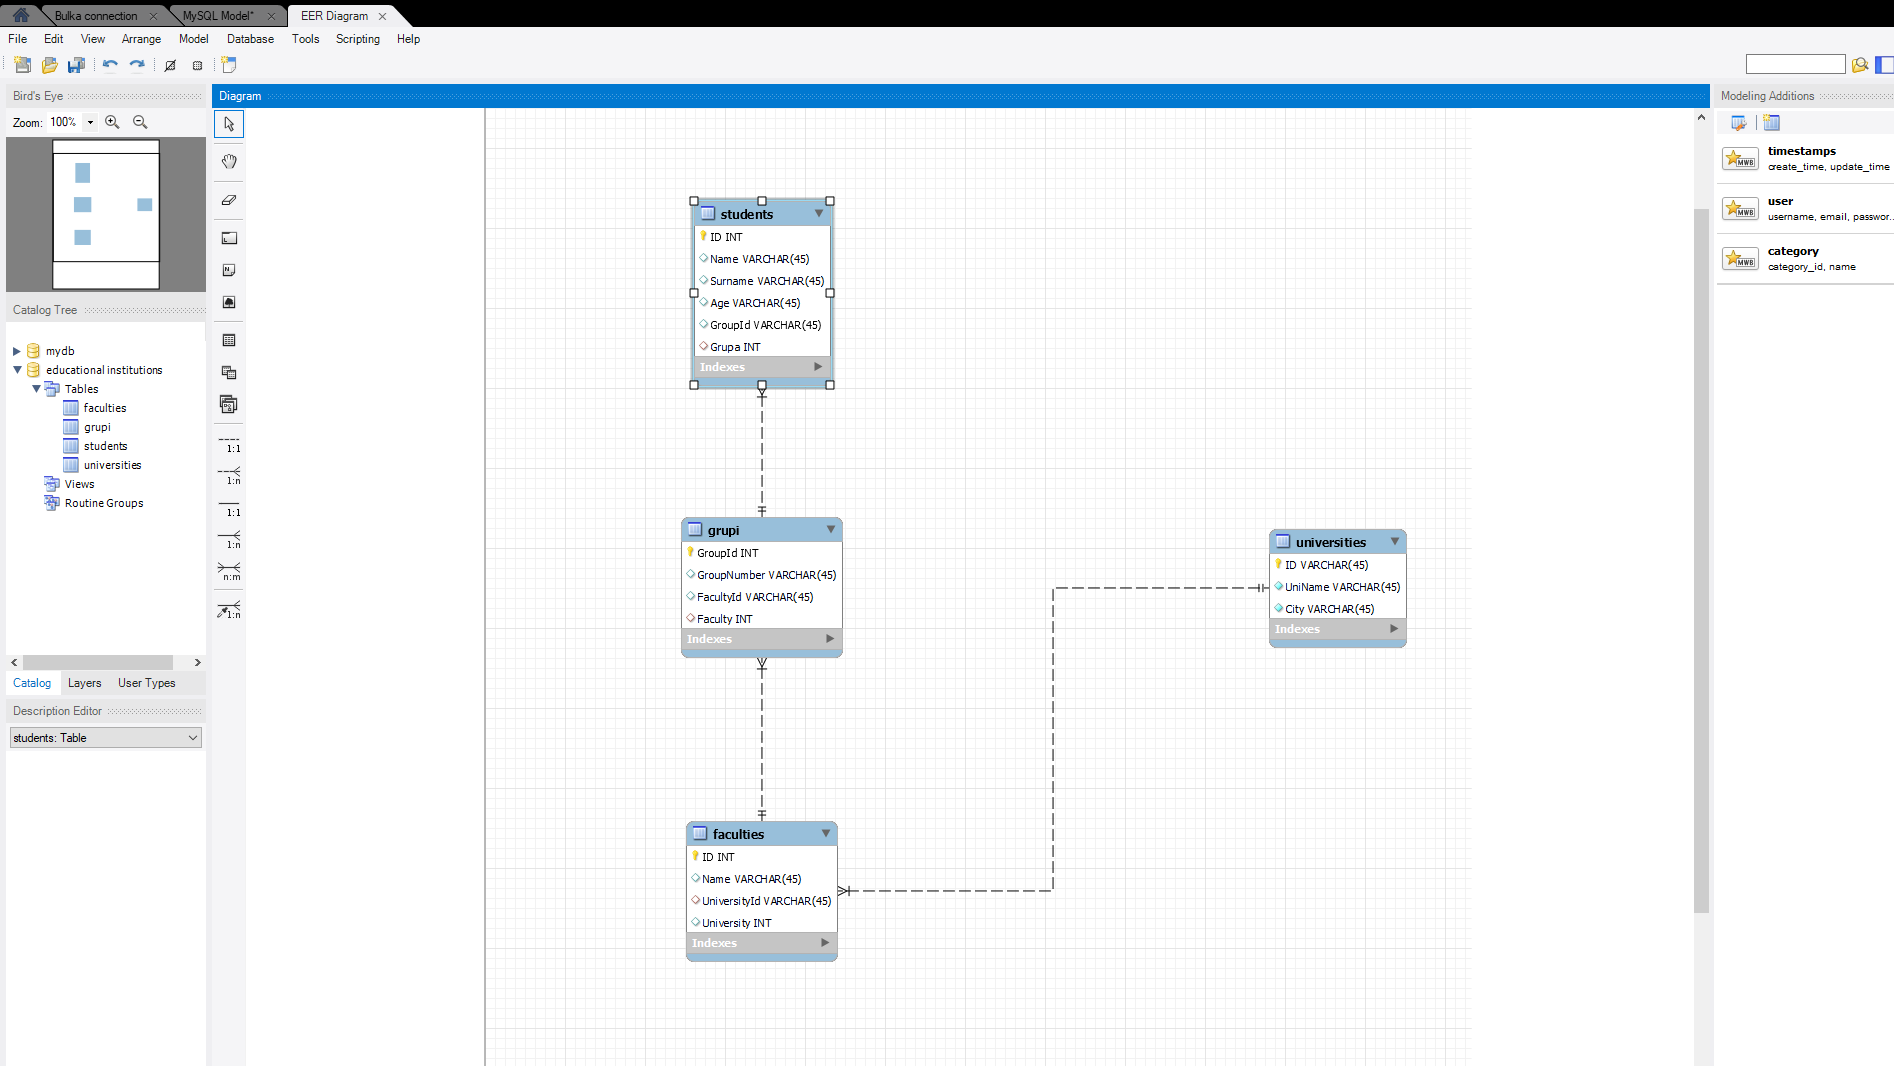 Bulka connection
MySQL Model*
EER Diagram
File Edit View Arrange Model Database Tools Scripting Help
Bird's Eye
Zoom: 100%
Catalog Tree
mydb
educational institutions
Tables
faculties
grupi
students
universities
Views
Routine Groups
Catalog Layers User Types
Description Editor
students: Table
Diagram
1:1
1:n
1:1
1:n
n:m
1:n
students
ID INT
Name VARCHAR(45)
Surname VARCHAR(45)
Age VARCHAR(45)
GroupId VARCHAR(45)
Grupa INT
Indexes
grupi
GroupId INT
GroupNumber VARCHAR(45)
FacultyId VARCHAR(45)
Faculty INT
Indexes
faculties
ID INT
Name VARCHAR(45)
UniversityId VARCHAR(45)
University INT
Indexes
universities
ID VARCHAR(45)
UniName VARCHAR(45)
City VARCHAR(45)
Indexes
Modeling Additions
MWB
timestamps
create_time, update_time
MWB
user
username, email, passwor..
MWB
category
category_id, name